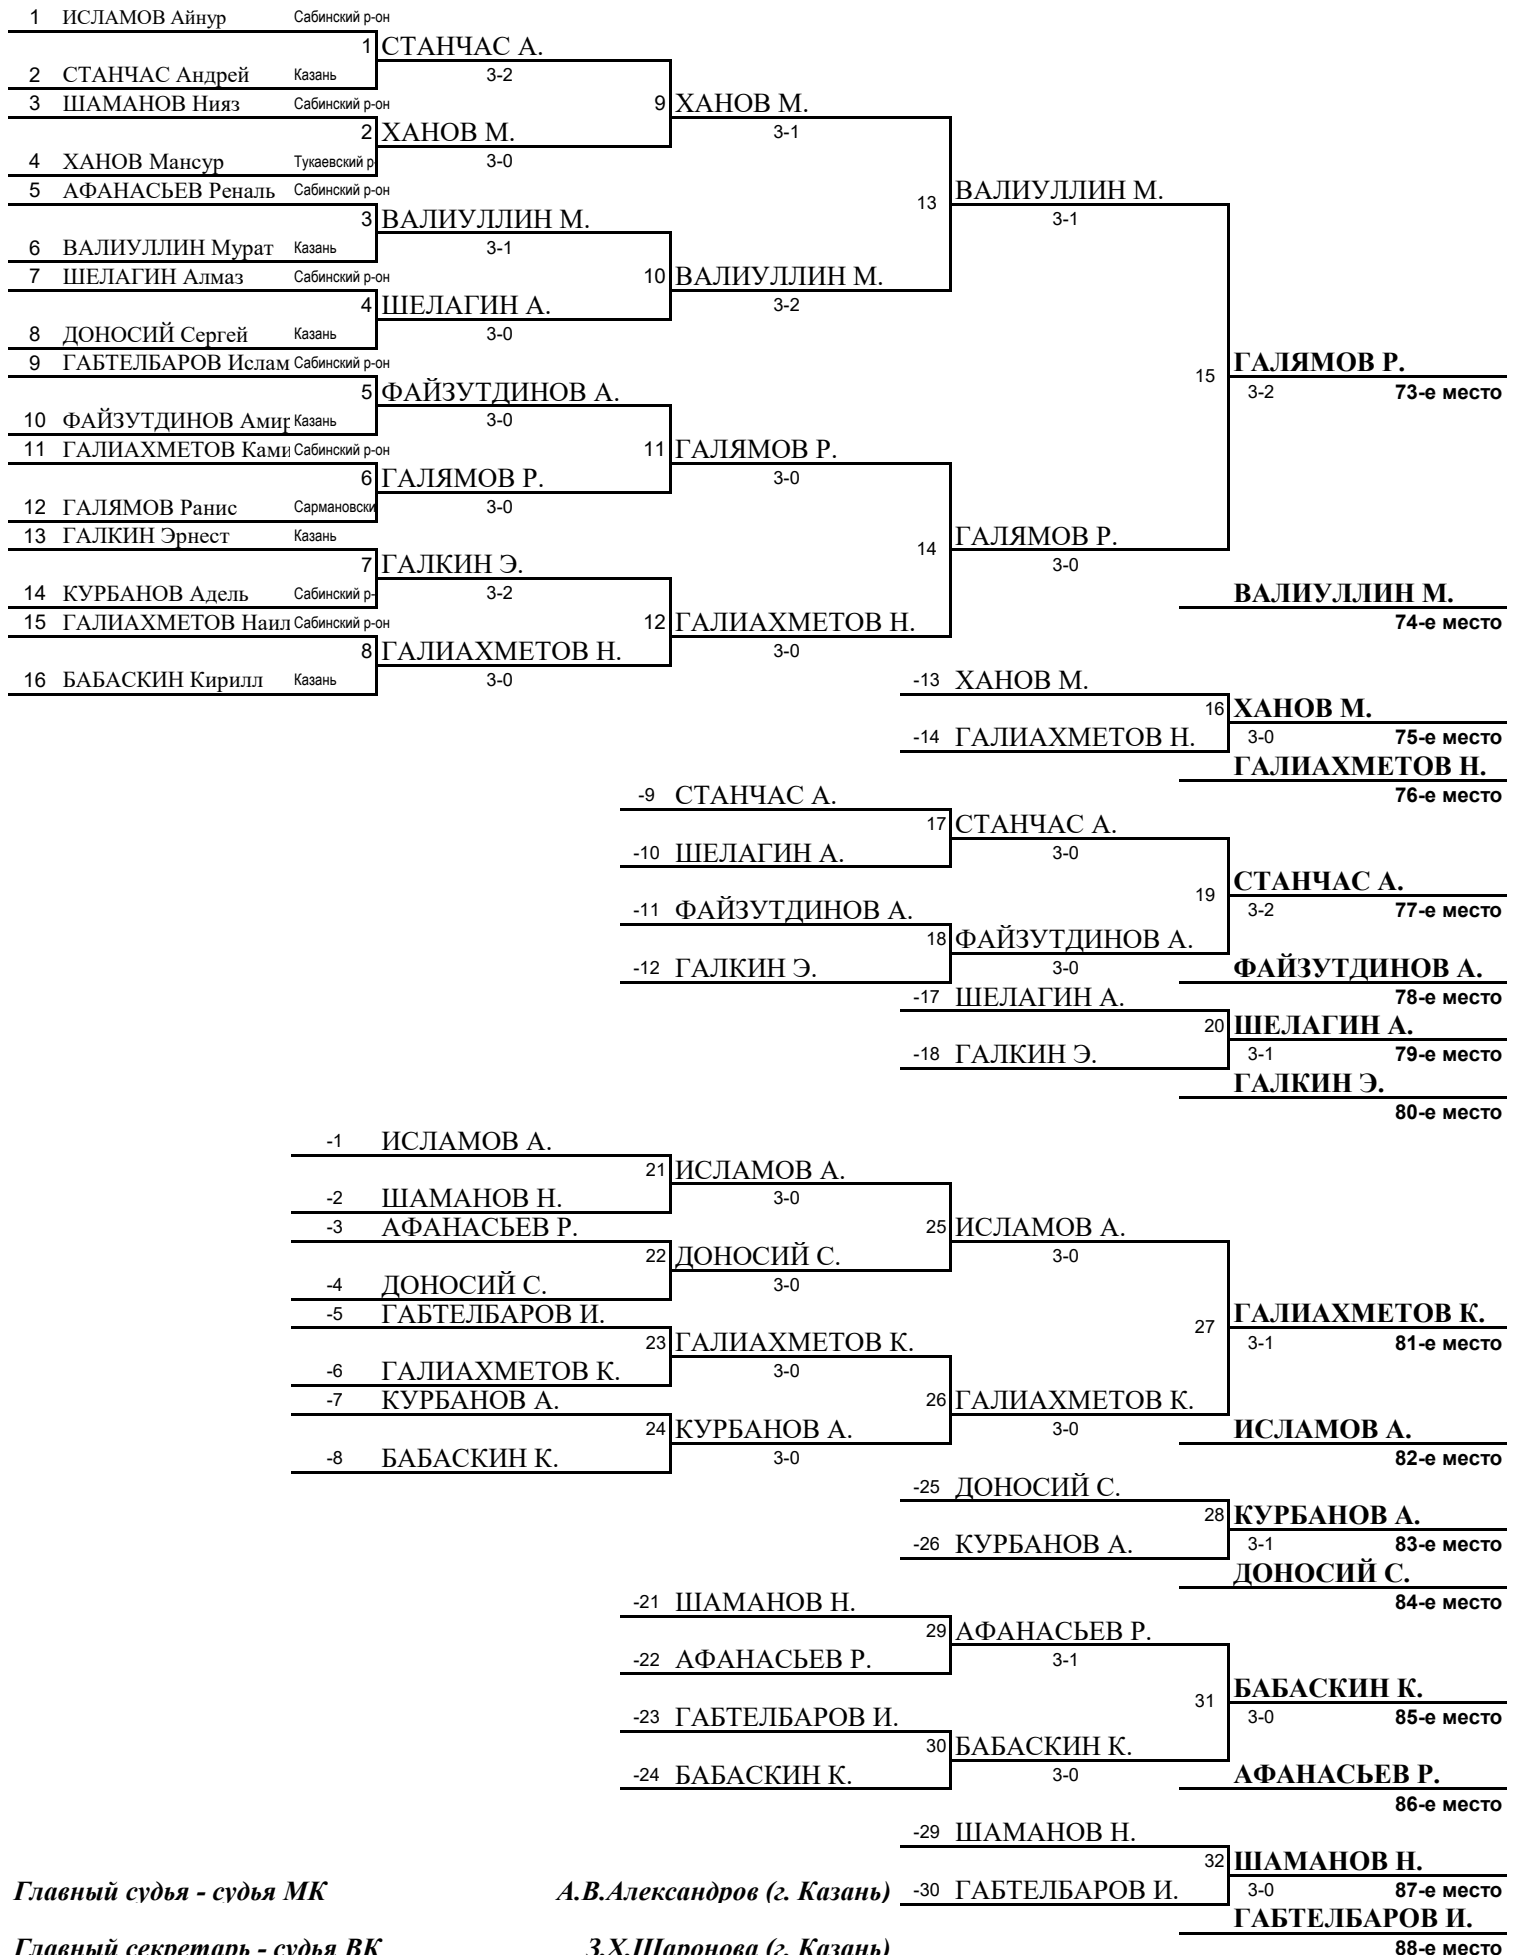 1 ИСЛАМОВ Айнур Сабинский р-он
1 СТАНЧАС А.
2 СТАНЧАС Андрей Казань 3-2
3 ШАМАНОВ Нияз Сабинский р-он 9 ХАНОВ М.
2 ХАНОВ М. 3-1
4 ХАНОВ Мансур Тукаевский р- 3-0
5 АФАНАСЬЕВ Реналь Сабинский р-он 13 ВАЛИУЛЛИН М.
3 ВАЛИУЛЛИН М. 3-1
6 ВАЛИУЛЛИН Мурат Казань 3-1
7 ШЕЛАГИН Алмаз Сабинский р-он 10 ВАЛИУЛЛИН М.
4 ШЕЛАГИН А. 3-2
8 ДОНОСИЙ Сергей Казань 3-0
9 ГАБТЕЛБАРОВ Ислам Сабинский р-он 15 ГАЛЯМОВ Р.
5 ФАЙЗУТДИНОВ А. 3-2 73-е место
10 ФАЙЗУТДИНОВ Амир Казань 3-0
11 ГАЛИАХМЕТОВ Ками Сабинский р-он 11 ГАЛЯМОВ Р.
6 ГАЛЯМОВ Р. 3-0
12 ГАЛЯМОВ Ранис Сармановски 3-0
13 ГАЛКИН Эрнест Казань 14 ГАЛЯМОВ Р.
7 ГАЛКИН Э. 3-0
14 КУРБАНОВ Адель Сабинский р- 3-2 ВАЛИУЛЛИН М.
15 ГАЛИАХМЕТОВ Наил Сабинский р-он 12 ГАЛИАХМЕТОВ Н. 74-е место
8 ГАЛИАХМЕТОВ Н. 3-0
16 БАБАСКИН Кирилл Казань 3-0 -13 ХАНОВ М.
16 ХАНОВ М.
-14 ГАЛИАХМЕТОВ Н. 3-0 75-е место
ГАЛИАХМЕТОВ Н.
-9 СТАНЧАС А. 76-е место
17 СТАНЧАС А.
-10 ШЕЛАГИН А. 3-0
19 СТАНЧАС А.
-11 ФАЙЗУТДИНОВ А. 3-2 77-е место
18 ФАЙЗУТДИНОВ А.
-12 ГАЛКИН Э. 3-0 ФАЙЗУТДИНОВ А.
-17 ШЕЛАГИН А. 78-е место
20 ШЕЛАГИН А.
-18 ГАЛКИН Э. 3-1 79-е место
ГАЛКИН Э.
80-е место
-1 ИСЛАМОВ А.
21 ИСЛАМОВ А.
-2 ШАМАНОВ Н. 3-0
-3 АФАНАСЬЕВ Р. 25 ИСЛАМОВ А.
22 ДОНОСИЙ С. 3-0
-4 ДОНОСИЙ С. 3-0
-5 ГАБТЕЛБАРОВ И. 27 ГАЛИАХМЕТОВ К.
23 ГАЛИАХМЕТОВ К. 3-1 81-е место
-6 ГАЛИАХМЕТОВ К. 3-0
-7 КУРБАНОВ А. 26 ГАЛИАХМЕТОВ К.
24 КУРБАНОВ А. 3-0 ИСЛАМОВ А.
-8 БАБАСКИН К. 3-0 82-е место
-25 ДОНОСИЙ С.
28 КУРБАНОВ А.
-26 КУРБАНОВ А. 3-1 83-е место
ДОНОСИЙ С.
-21 ШАМАНОВ Н. 84-е место
29 АФАНАСЬЕВ Р.
-22 АФАНАСЬЕВ Р. 3-1
31 БАБАСКИН К.
-23 ГАБТЕЛБАРОВ И. 3-0 85-е место
30 БАБАСКИН К.
-24 БАБАСКИН К. 3-0 АФАНАСЬЕВ Р.
86-е место
-29 ШАМАНОВ Н.
32 ШАМАНОВ Н.
Главный судья - судья МК А.В.Александров (г. Казань) -30 ГАБТЕЛБАРОВ И. 3-0 87-е место
ГАБТЕЛБАРОВ И.
Главный секретарь - судья ВК З.Х.Шаронова (г. Казань) 88-е место